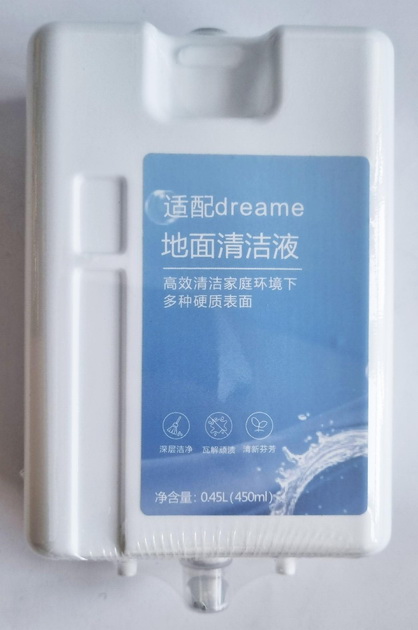 适配dreame
地面清洁液
高效清洁家庭环境下
多种硬质表面
深层洁净 瓦解顽渍 清新芬芳
净含量：0.45L(450ml)